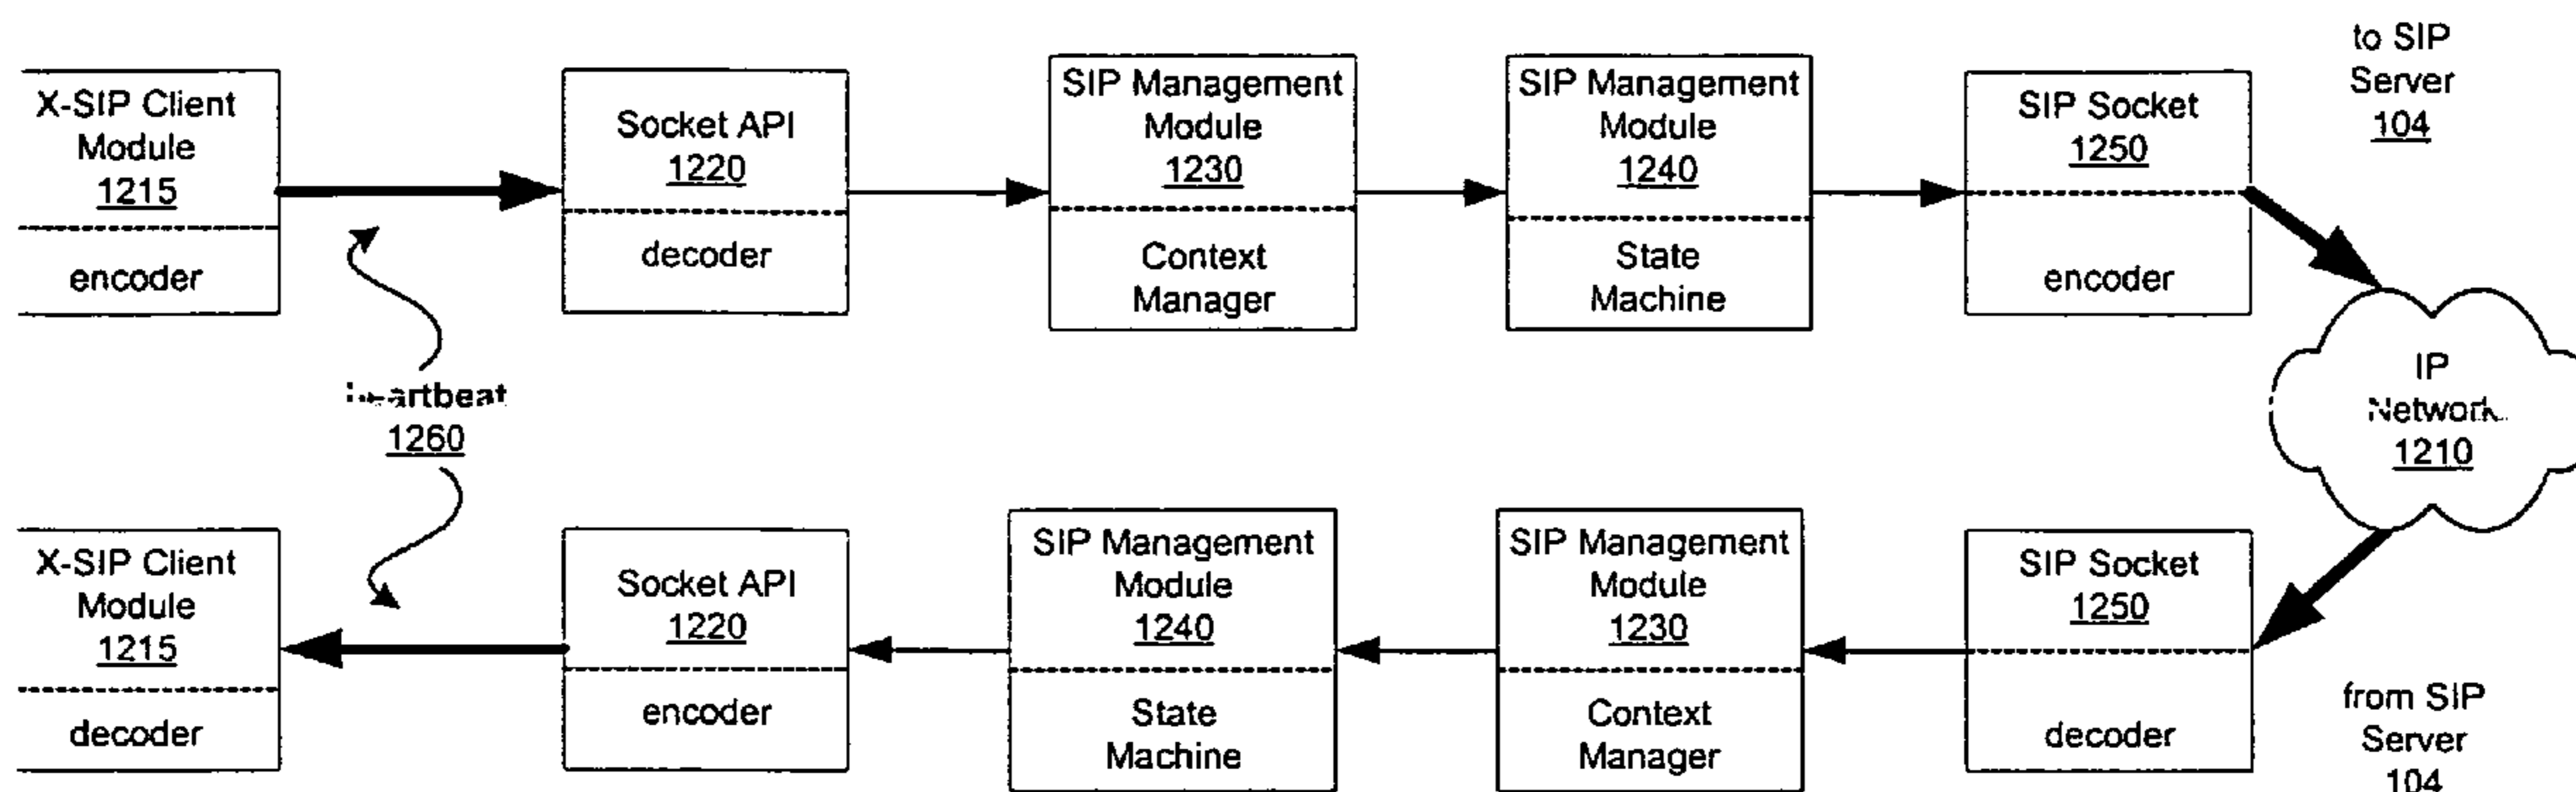 X-SIP Client
Module
1215
encoder
Socket API
1220
decoder
SIP Management
Module
1230
Context
Manager
SIP Management
Module
1240
State
Machine
SIP Socket
1250
encoder
to SIP
Server
104
heartbeat
1260
IP
Network
1210
X-SIP Client
Module
1215
decoder
Socket API
1220
encoder
SIP Management
Module
1240
State
Machine
SIP Management
Module
1230
Context
Manager
SIP Socket
1250
decoder
from SIP
Server
104